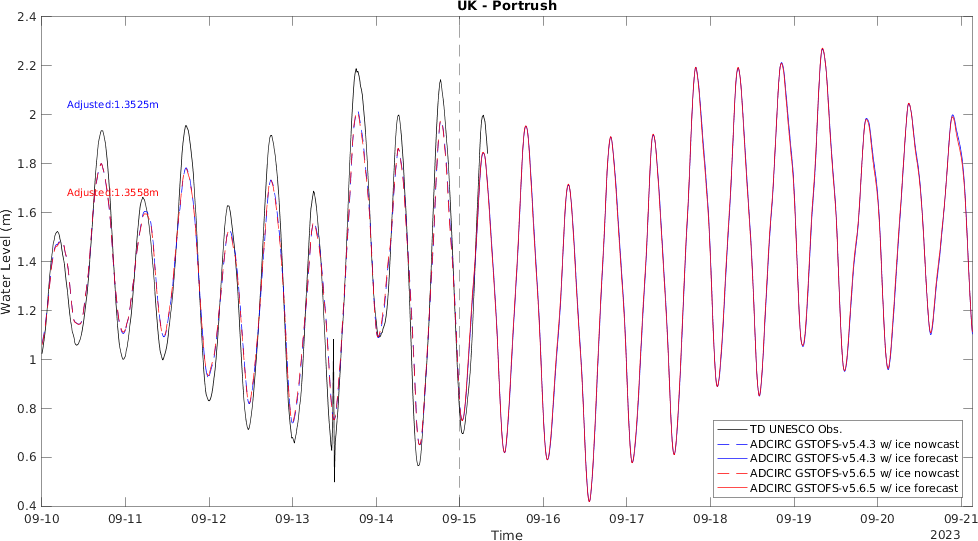 UK - Portrush
2.4
2.2
2
1.8
1.6
1.4
1.2
1
0.8
0.6
0.4
Water Level (m)
Adjusted:1.3525m
Adjusted:1.3558m
TD UNESCO Obs.
ADCIRC GSTOFS-v5.4.3 w/ ice nowcast
ADCIRC GSTOFS-v5.4.3 w/ ice forecast
ADCIRC GSTOFS-v5.6.5 w/ ice nowcast
ADCIRC GSTOFS-v5.6.5 w/ ice forecast
09-10 09-11 09-12 09-13 09-14 09-15 09-16 09-17 09-18 09-19 09-20 09-21
Time
2023